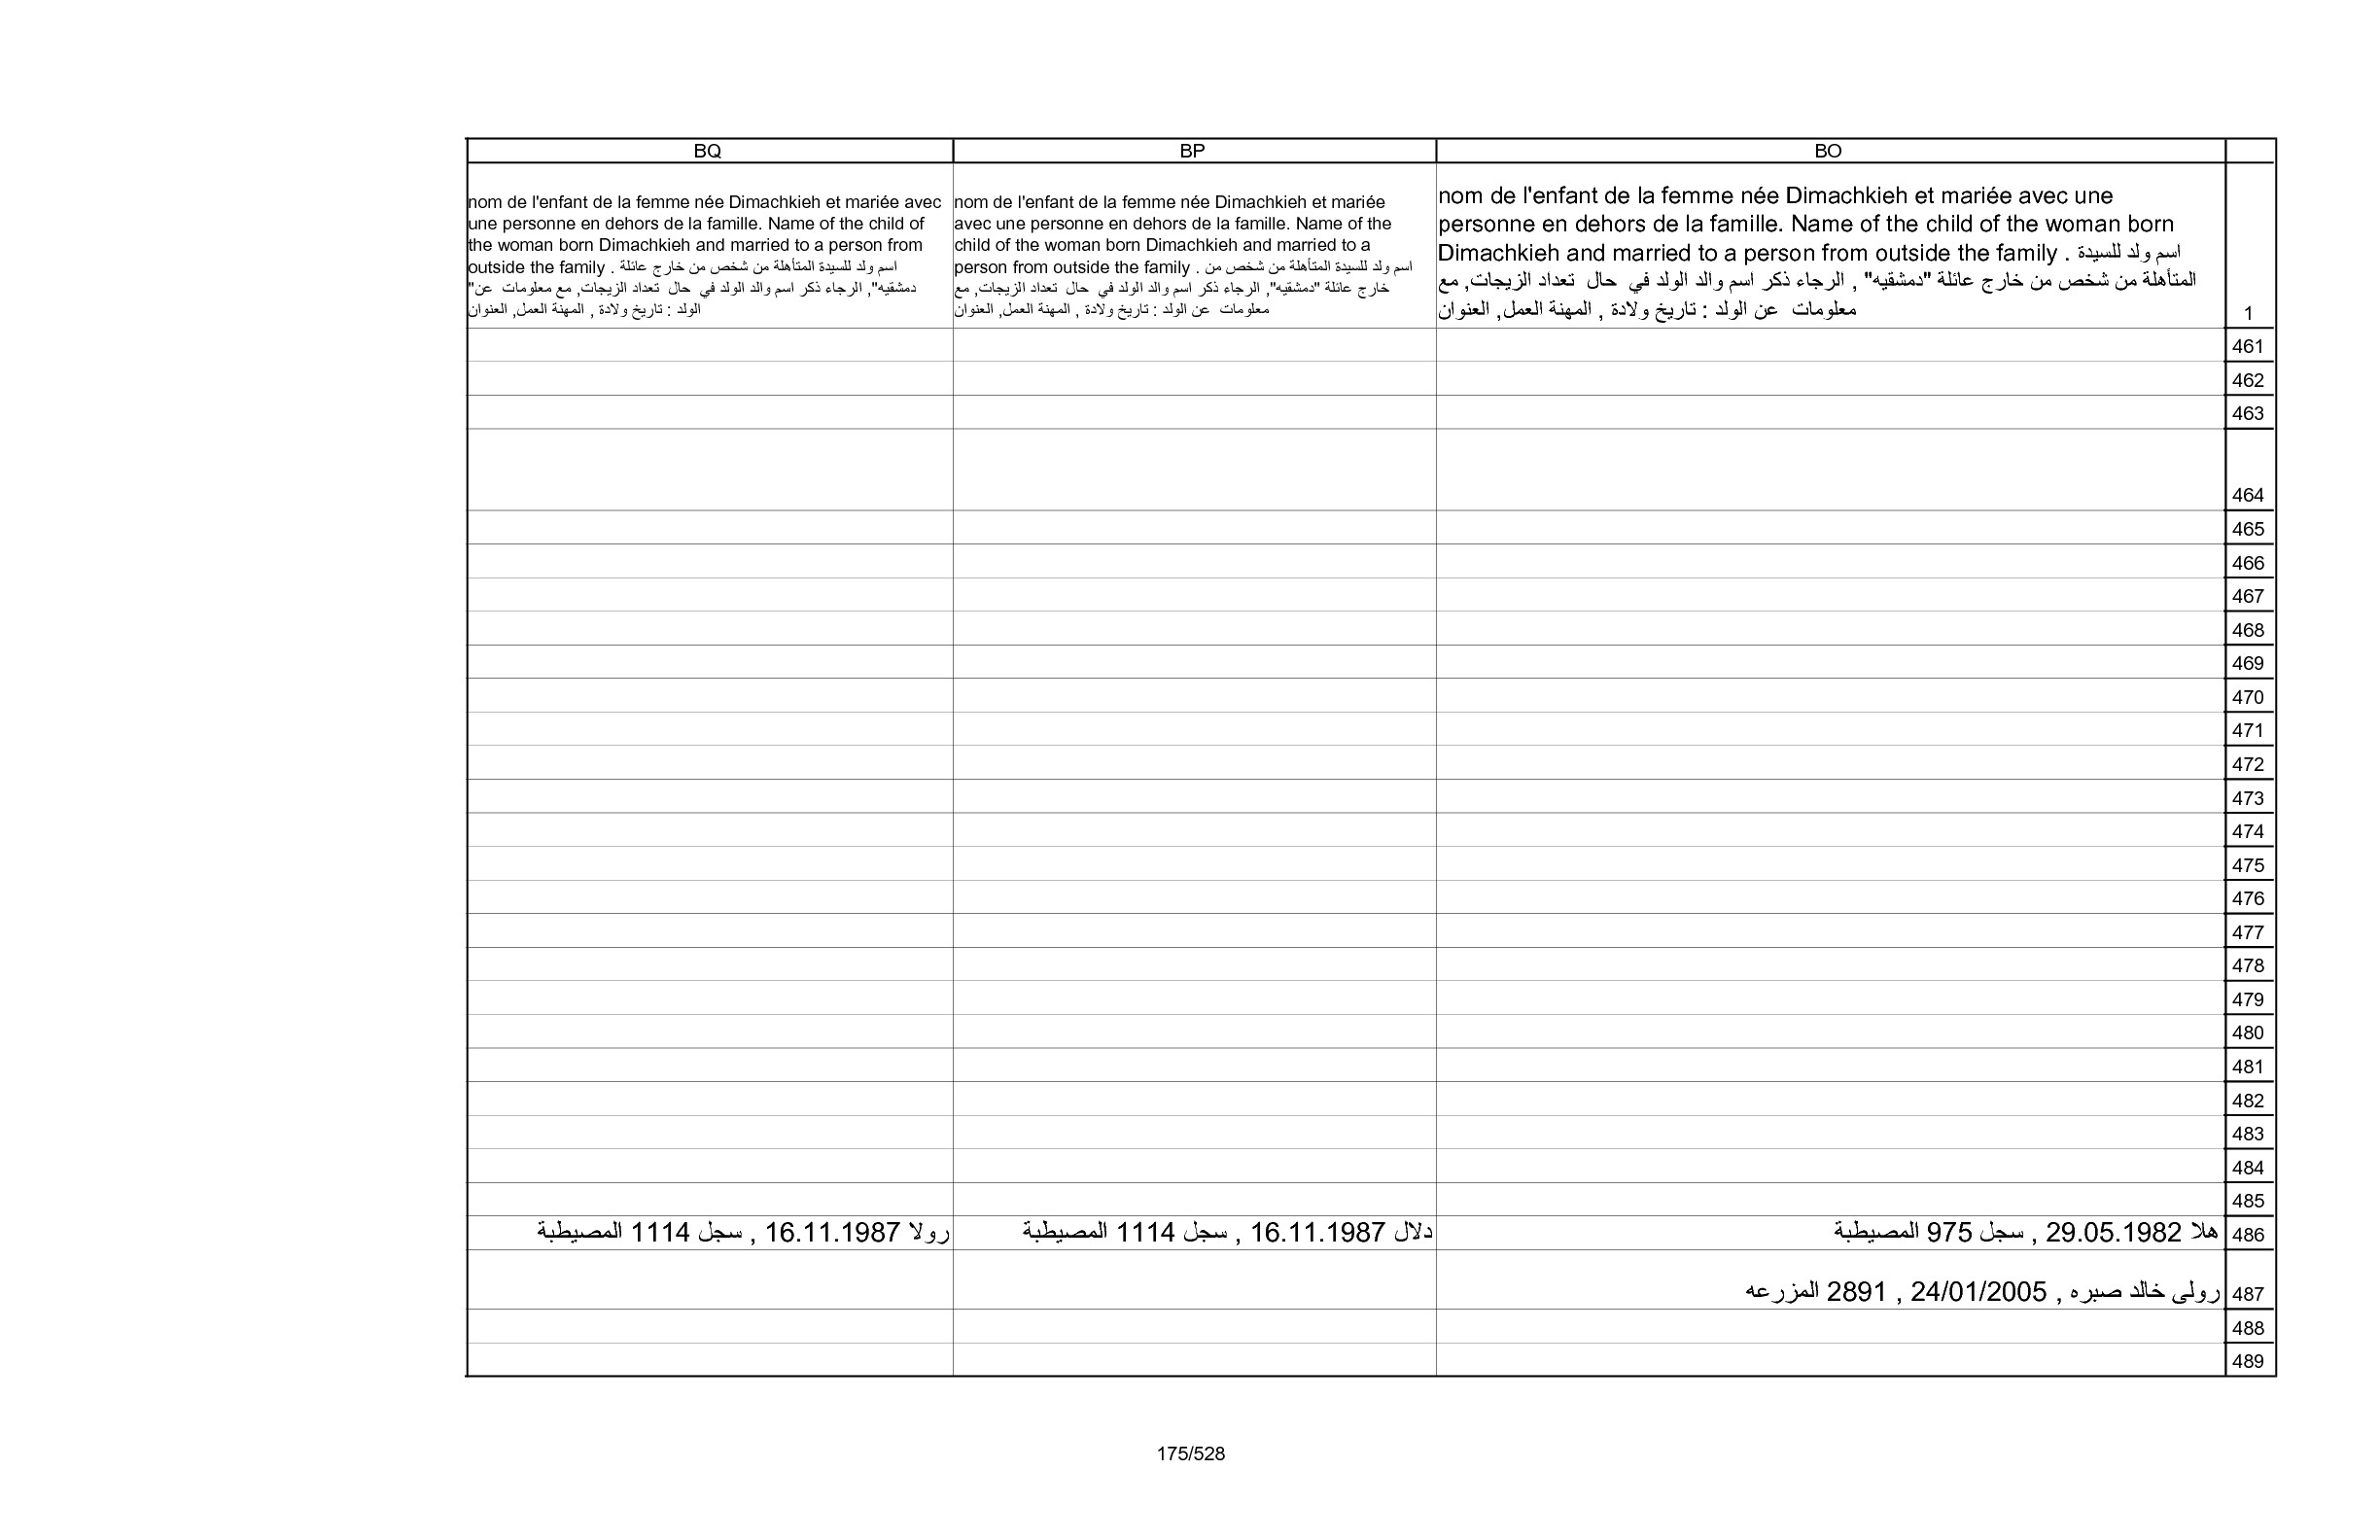 BQ BP BO
nom de l'enfant de la femme née Dimachkieh et mariée avec
une personne en dehors de la famille. Name of the child of
the woman born Dimachkieh and married to a person from
outside the family . اسم ولد للسيدة المتأهلة من شخص من خارج عائلة
"دمشقيه", الرجاء ذكر اسم والد الولد في حال تعداد الزيجات, مع معلومات عن
الولد : تاريخ ولادة , المهنة العمل, العنوان
nom de l'enfant de la femme née Dimachkieh et mariée
avec une personne en dehors de la famille. Name of the
child of the woman born Dimachkieh and married to a
person from outside the family . اسم ولد للسيدة المتأهلة من شخص من
خارج عائلة "دمشقيه", الرجاء ذكر اسم والد الولد في حال تعداد الزيجات, مع
معلومات عن الولد : تاريخ ولادة , المهنة العمل, العنوان
nom de l'enfant de la femme née Dimachkieh et mariée avec une
personne en dehors de la famille. Name of the child of the woman born
Dimachkieh and married to a person from outside the family . اسم ولد للسيدة
المتأهلة من شخص من خارج عائلة "دمشقيه" , الرجاء ذكر اسم والد الولد في حال تعداد الزيجات, مع
معلومات عن الولد : تاريخ ولادة , المهنة العمل, العنوان
1
461
462
463
464
465
466
467
468
469
470
471
472
473
474
475
476
477
478
479
480
481
482
483
484
485
486 هلا 29.05.1982 , سجل 975 المصيطبة دلال 16.11.1987 , سجل 1114 المصيطبة رولا 16.11.1987 , سجل 1114 المصيطبة
487 رولى خالد صبره , 24/01/2005 , 2891 المزرعه
488
489
175/528